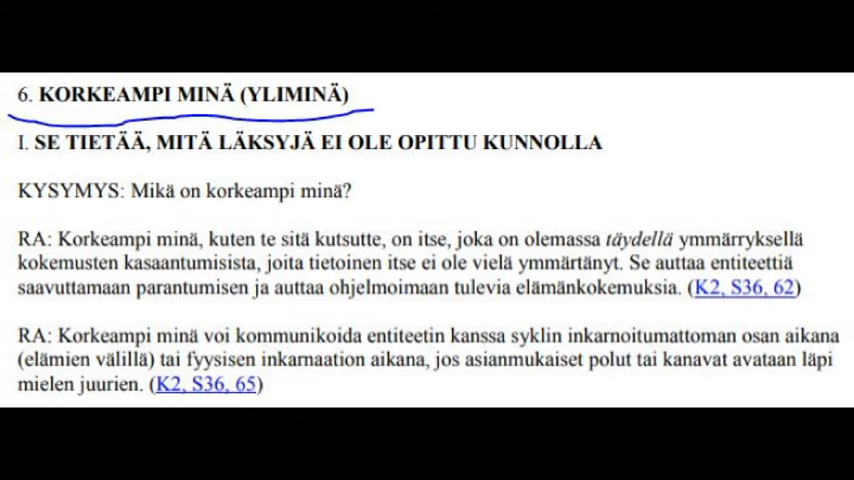 6. KORKEAMPI MINÄ (YLIMINÄ)
I. SE TIETÄÄ, MITÄ LÄKSYJÄ EI OLE OPITTU KUNNOLLA
KYSYMYS: Mikä on korkeampi minä?
RA: Korkeampi minä, kuten te sitä kutsutte, on itse, joka on olemassa täydellä ymmärryksellä
kokemusten kasaantumisista, joita tietoinen itse ei ole vielä ymmärtänyt. Se auttaa entiteettiä
saavuttamaan parantumisen ja auttaa ohjelmoimaan tulevia elämänkokemuksia. (K2, S36, 62)
RA: Korkeampi minä voi kommunikoida entiteetin kanssa syklin inkarnoitumattoman osan aikana
(elämien välillä) tai fyysisen inkarnaation aikana, jos asianmukaiset polut tai kanavat avataan läpi
mielen juurien. (K2, S36, 65)